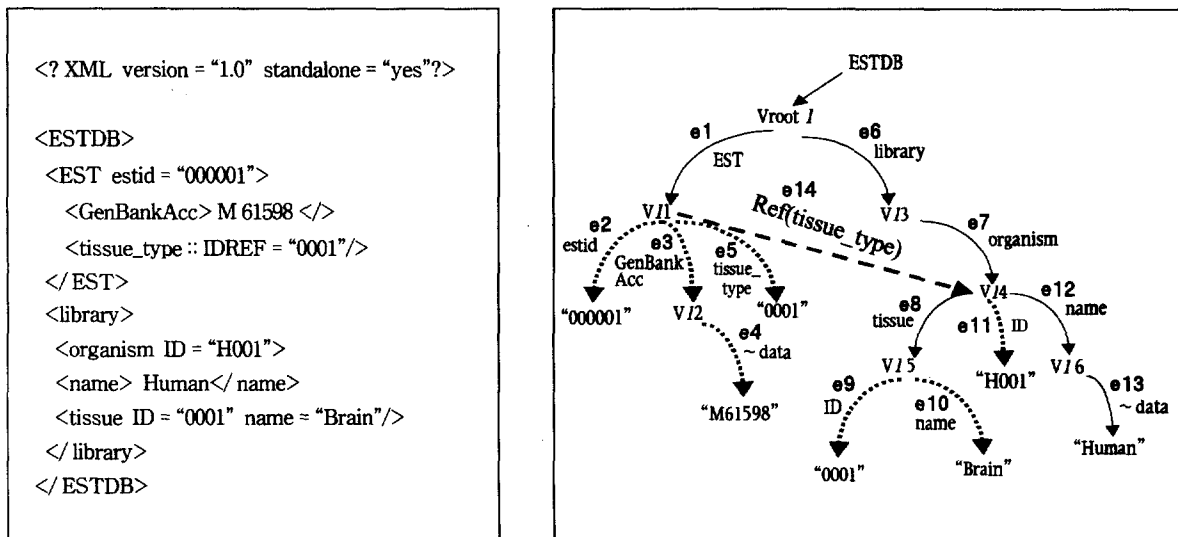 <? XML version = “1.0” standalone = “yes”?>
<ESTDB>
<EST estid = “000001”>
<GenBankAcc> M 61598 </>
<tissue_type :: IDREF = “0001”/>
</ EST>
<library>
<organism ID = “H001”>
<name> Human</ name>
<tissue ID = “0001” name = “Brain”/>
</ library>
</ ESTDB>
ESTDB
Vroot 1
e1
EST
e6
library
e14
Ref(tissue_type)
V11
V13
e2
estid
e3
GenBank
Acc
e5
tissue_
type
e7
organism
“000001”
V12
“0001”
V14
e4
~ data
“M61598”
e8
tissue
e11 ID
e12
name
V15
“H001”
V16
e9
ID
e10
name
e13
~ data
“0001”
“Brain”
“Human”